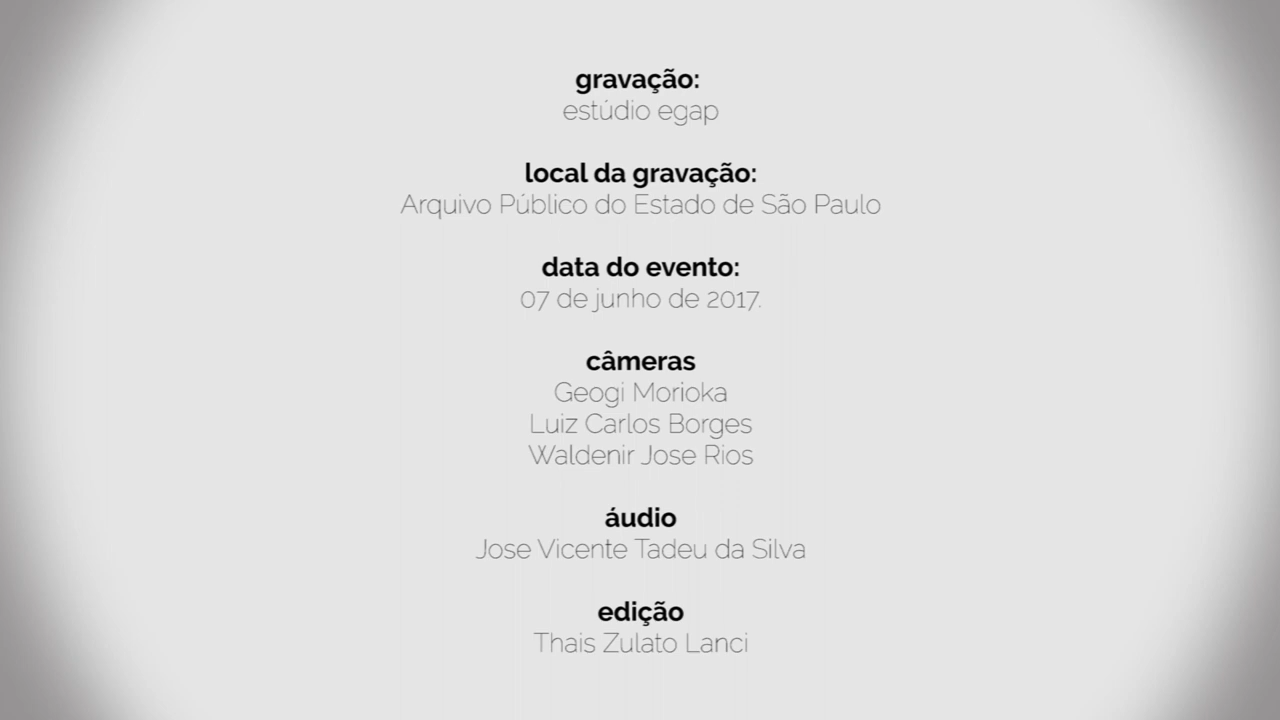 gravação:
estúdio egap
local da gravação:
Arquivo Público do Estado de São Paulo
data do evento:
07 de junho de 2017.
câmeras
Geogi Morioka
Luiz Carlos Borges
Waldenir Jose Rios
áudio
Jose Vicente Tadeu da Silva
edição
Thais Zulato Lanci